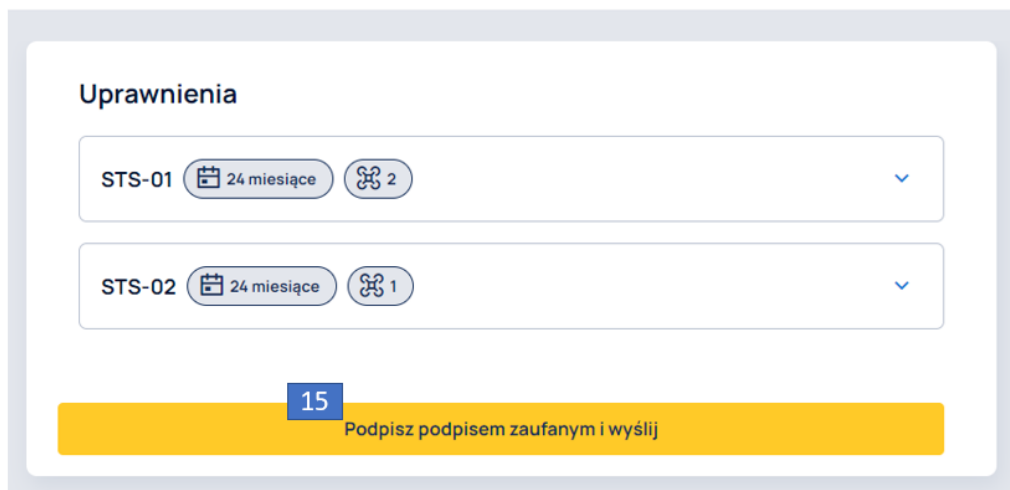 Uprawnienia
STS-01 24 miesiące 2
STS-02 24 miesiące 1
15
Podpisz podpisem zaufanym i wyślij